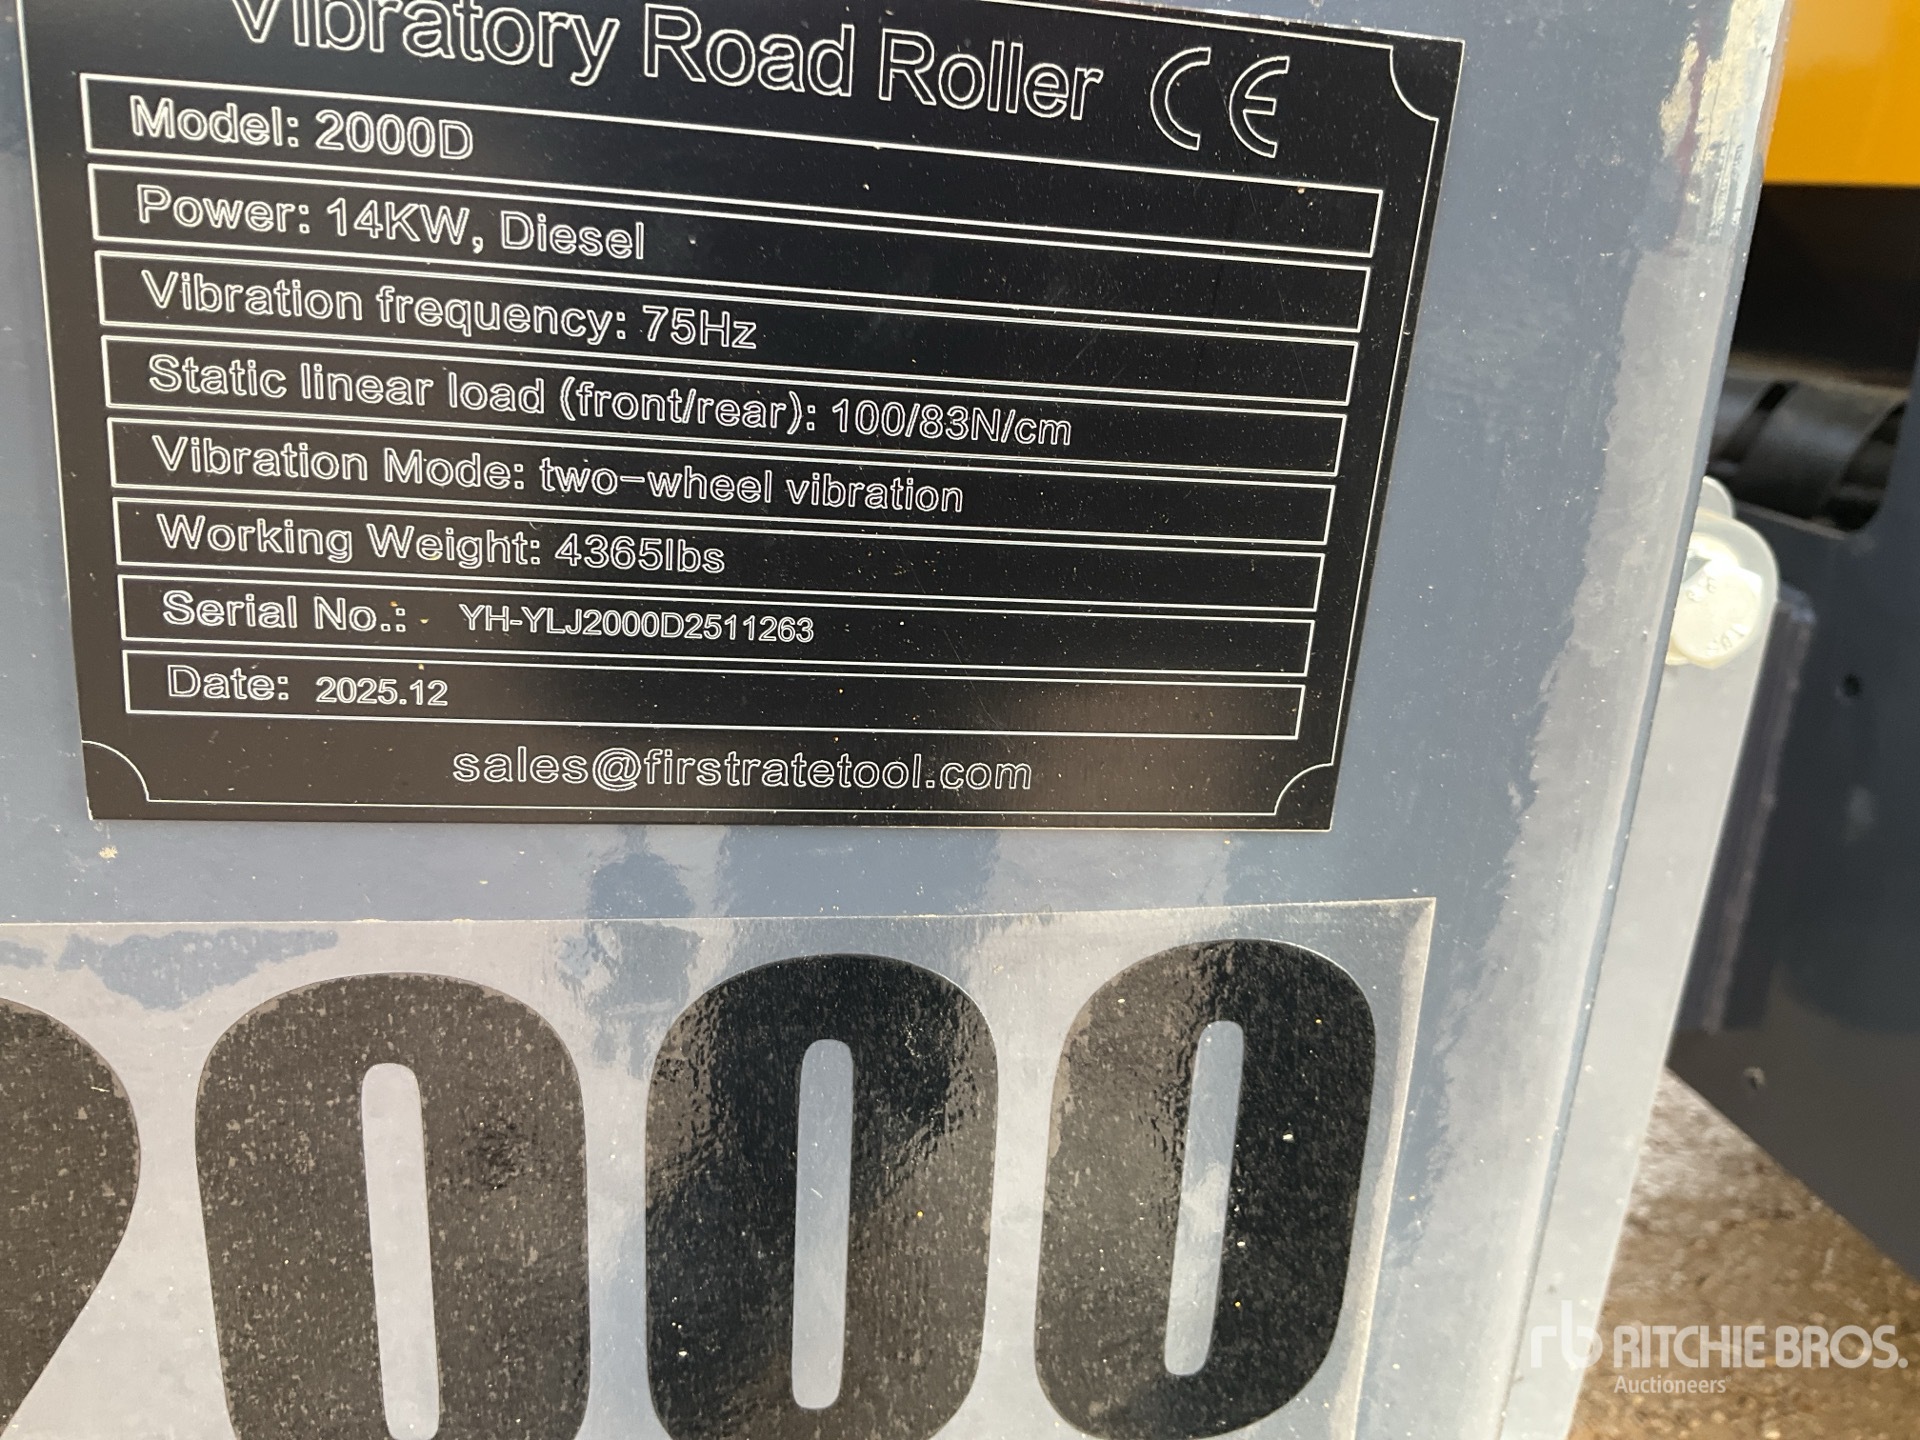 Vibratory Road Roller CE
Model: 2000D
Power: 14KW, Diesel
Vibration frequency: 75Hz
Static linear load (front/rear): 100/83N/cm
Vibration Mode: two-wheel vibration
Working Weight: 4365lbs
Serial No.: YH-YLJ2000D2511263
Date: 2025.12
sales@firstratetool.com
2000
rb RITCHIE BROS.
Auctioneers